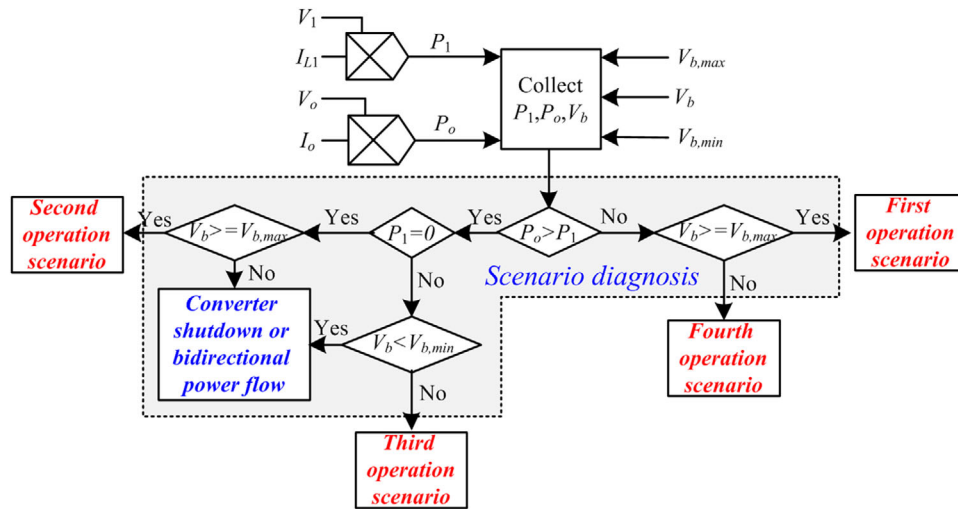 V1
IL1
P1
Vo
Io
Po
Collect
P1,Po,Vb
Vb,max
Vb
Vb,min
Second
operation
scenario
Yes
Vb>=Vb,max
Yes
P1=0
Yes
Po>P1
No
Vb>=Vb,max
Yes
First
operation
scenario
No
No
Scenario diagnosis
No
Converter
shutdown or
bidirectional
power flow
Yes
Vb<Vb,min
Fourth
operation
scenario
No
Third
operation
scenario